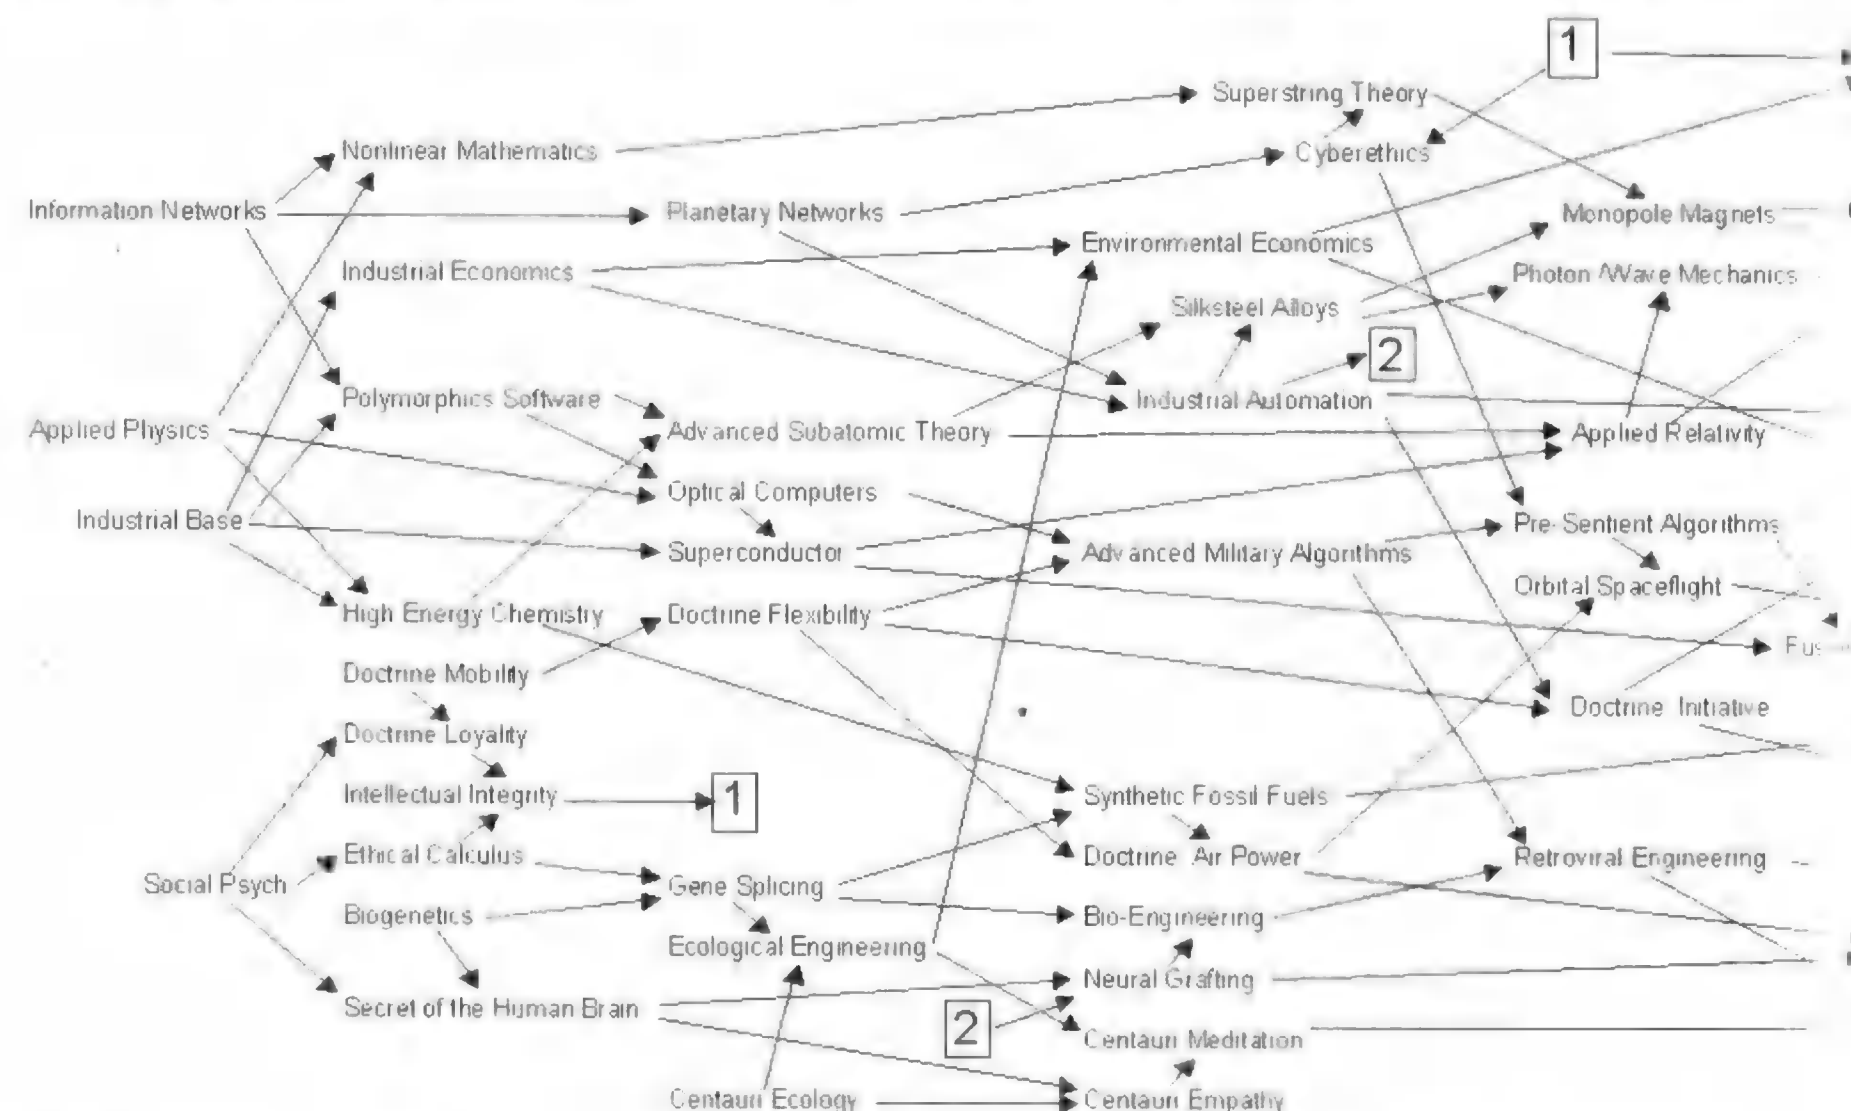 1
Superstring Theory
Nonlinear Mathematics
Cyberethics
Information Networks
Planetary Networks
Monopole Magnets
Environmental Economics
Industrial Economics
Photon /Wave Mechanics
Silksteel Alloys
2
Polymorphics Software
Industrial Automation
Applied Physics
Advanced Subatomic Theory
Applied Relativity
Optical Computers
Industrial Base
Pre-Sentient Algorithms
Superconductor
Advanced Military Algorithms
Orbital Spaceflight
High Energy Chemistry
Doctrine Flexibility
Doctrine Mobility
Doctrine Initiative
Doctrine Loyality
Intellectual Integrity
1
Synthetic Fossil Fuels
Ethical Calculus
Doctrine Air Power
Retroviral Engineering
Social Psych
Gene Splicing
Biogenetics
Bio-Engineering
Ecological Engineering
Neural Grafting
Secret of the Human Brain
2
Centauri Meditation
Centauri Ecology
Centauri Empathy